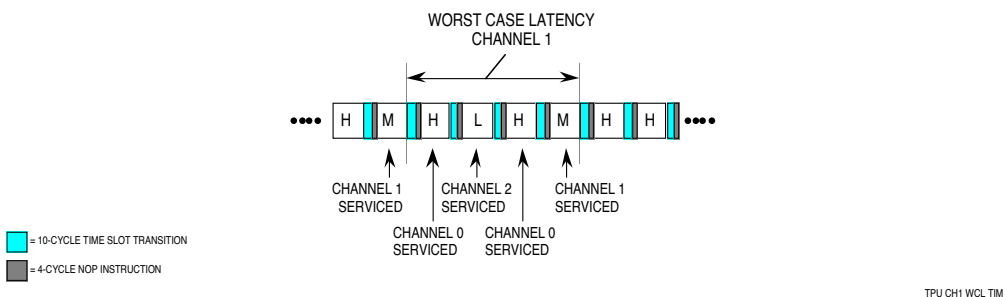 WORST CASE LATENCY
CHANNEL 1
H M H L H M H H
CHANNEL 1
SERVICED
CHANNEL 2
SERVICED
CHANNEL 1
SERVICED
CHANNEL 0
SERVICED
CHANNEL 0
SERVICED
= 10-CYCLE TIME SLOT TRANSITION
= 4-CYCLE NOP INSTRUCTION
TPU CH1 WCL TIM